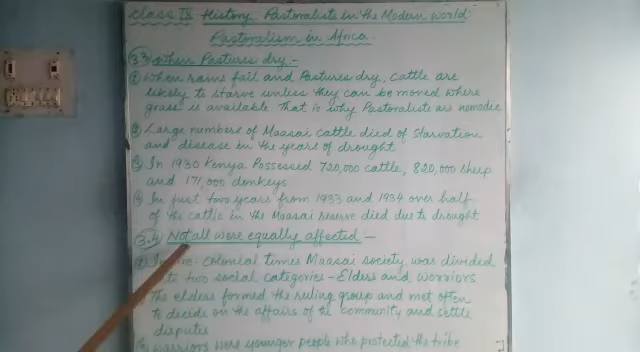 Class IX History Pastoralists in the Modern World:
Pastoralism in Africa.
3.3 When Pastures dry:-
① When rains fail and Pastures dry, cattle are
likely to starve unless they can be moved where
grass is available. That is why Pastoralists are nomadic
② Large numbers of Maasai cattle died of starvation
and disease in the years of drought.
③ In 1930 Kenya Possessed 720,000 cattle, 820,000 sheep
and 171,000 donkeys
④ In just two years from 1933 and 1934 over half
of the cattle in the Maasai reserve died due to drought
3.4 Not all were equally affected —
① In colonial times Maasai society was divided
two social categories - Elders and worriors
The elders formed the ruling group and met often
to decide on the affairs of the community and settle
disputes
Warriors were younger people who protected the tribe